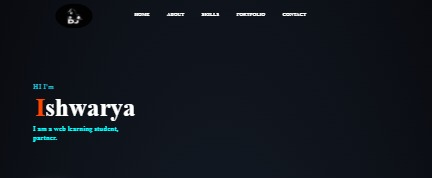 HOME ABOUT SKILLS PORTFOLIO CONTACT
HI I'm
Ishwarya
I am a web learning student,
partner.